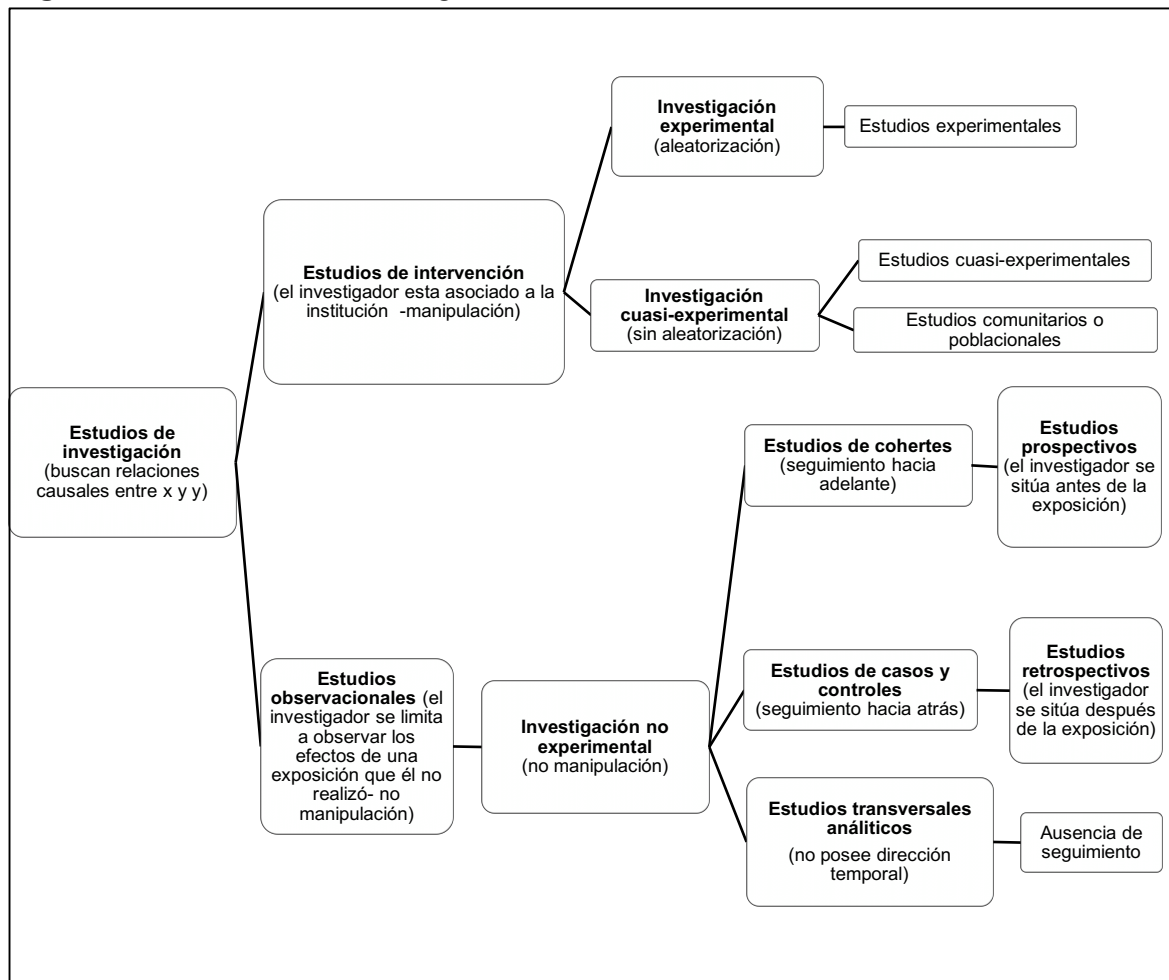 Investigación
experimental
(aleatorización)
Estudios experimentales
Estudios de intervención
(el investigador esta asociado a la
institución -manipulación)
Investigación
cuasi-experimental
(sin aleatorización)
Estudios cuasi-experimentales
Estudios comunitarios o
poblacionales
Estudios de
investigación
(buscan relaciones
causales entre x y y)
Estudios de cohertes
(seguimiento hacia
adelante)
Estudios
prospectivos
(el investigador se
sitúa antes de la
exposición)
Estudios
observacionales (el
investigador se limita
a observar los
efectos de una
exposición que él no
realizó- no
manipulación)
Investigación no
experimental
(no manipulación)
Estudios de casos y
controles
(seguimiento hacia atrás)
Estudios
retrospectivos
(el investigador
se sitúa después
de la exposición)
Estudios transversales
análiticos
(no posee dirección
temporal)
Ausencia de
seguimiento